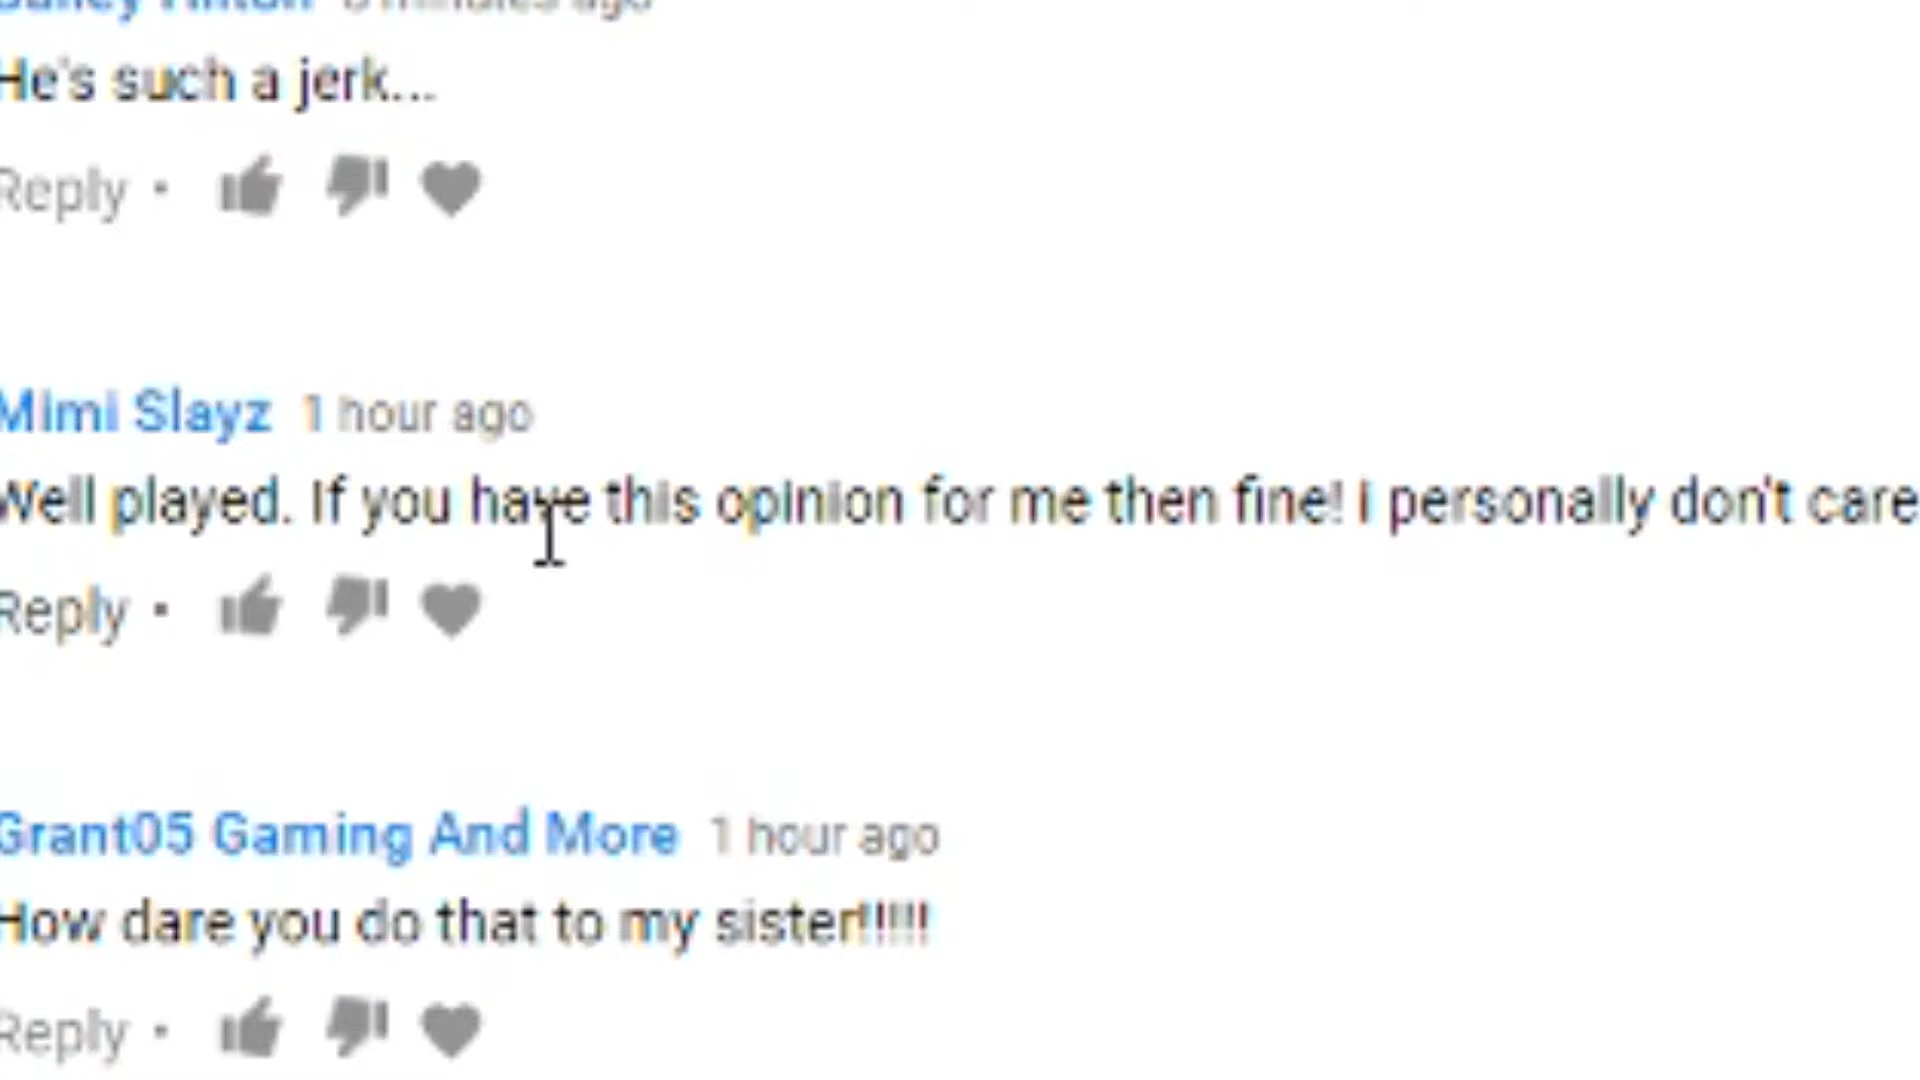 He's such a jerk...
Reply •
Mimi Slayz 1 hour ago
Well played. If you have this opinion for me then fine! I personally don't care
Reply •
Grant05 Gaming And More 1 hour ago
How dare you do that to my sister!!!!!
Reply •